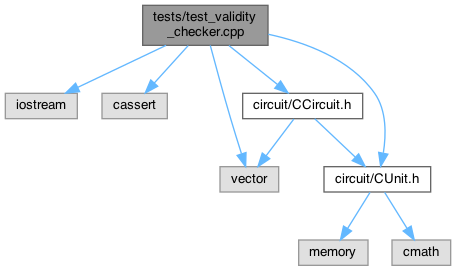 tests/test_validity
_checker.cpp
iostream
cassert
circuit/CCircuit.h
vector
circuit/CUnit.h
memory
cmath